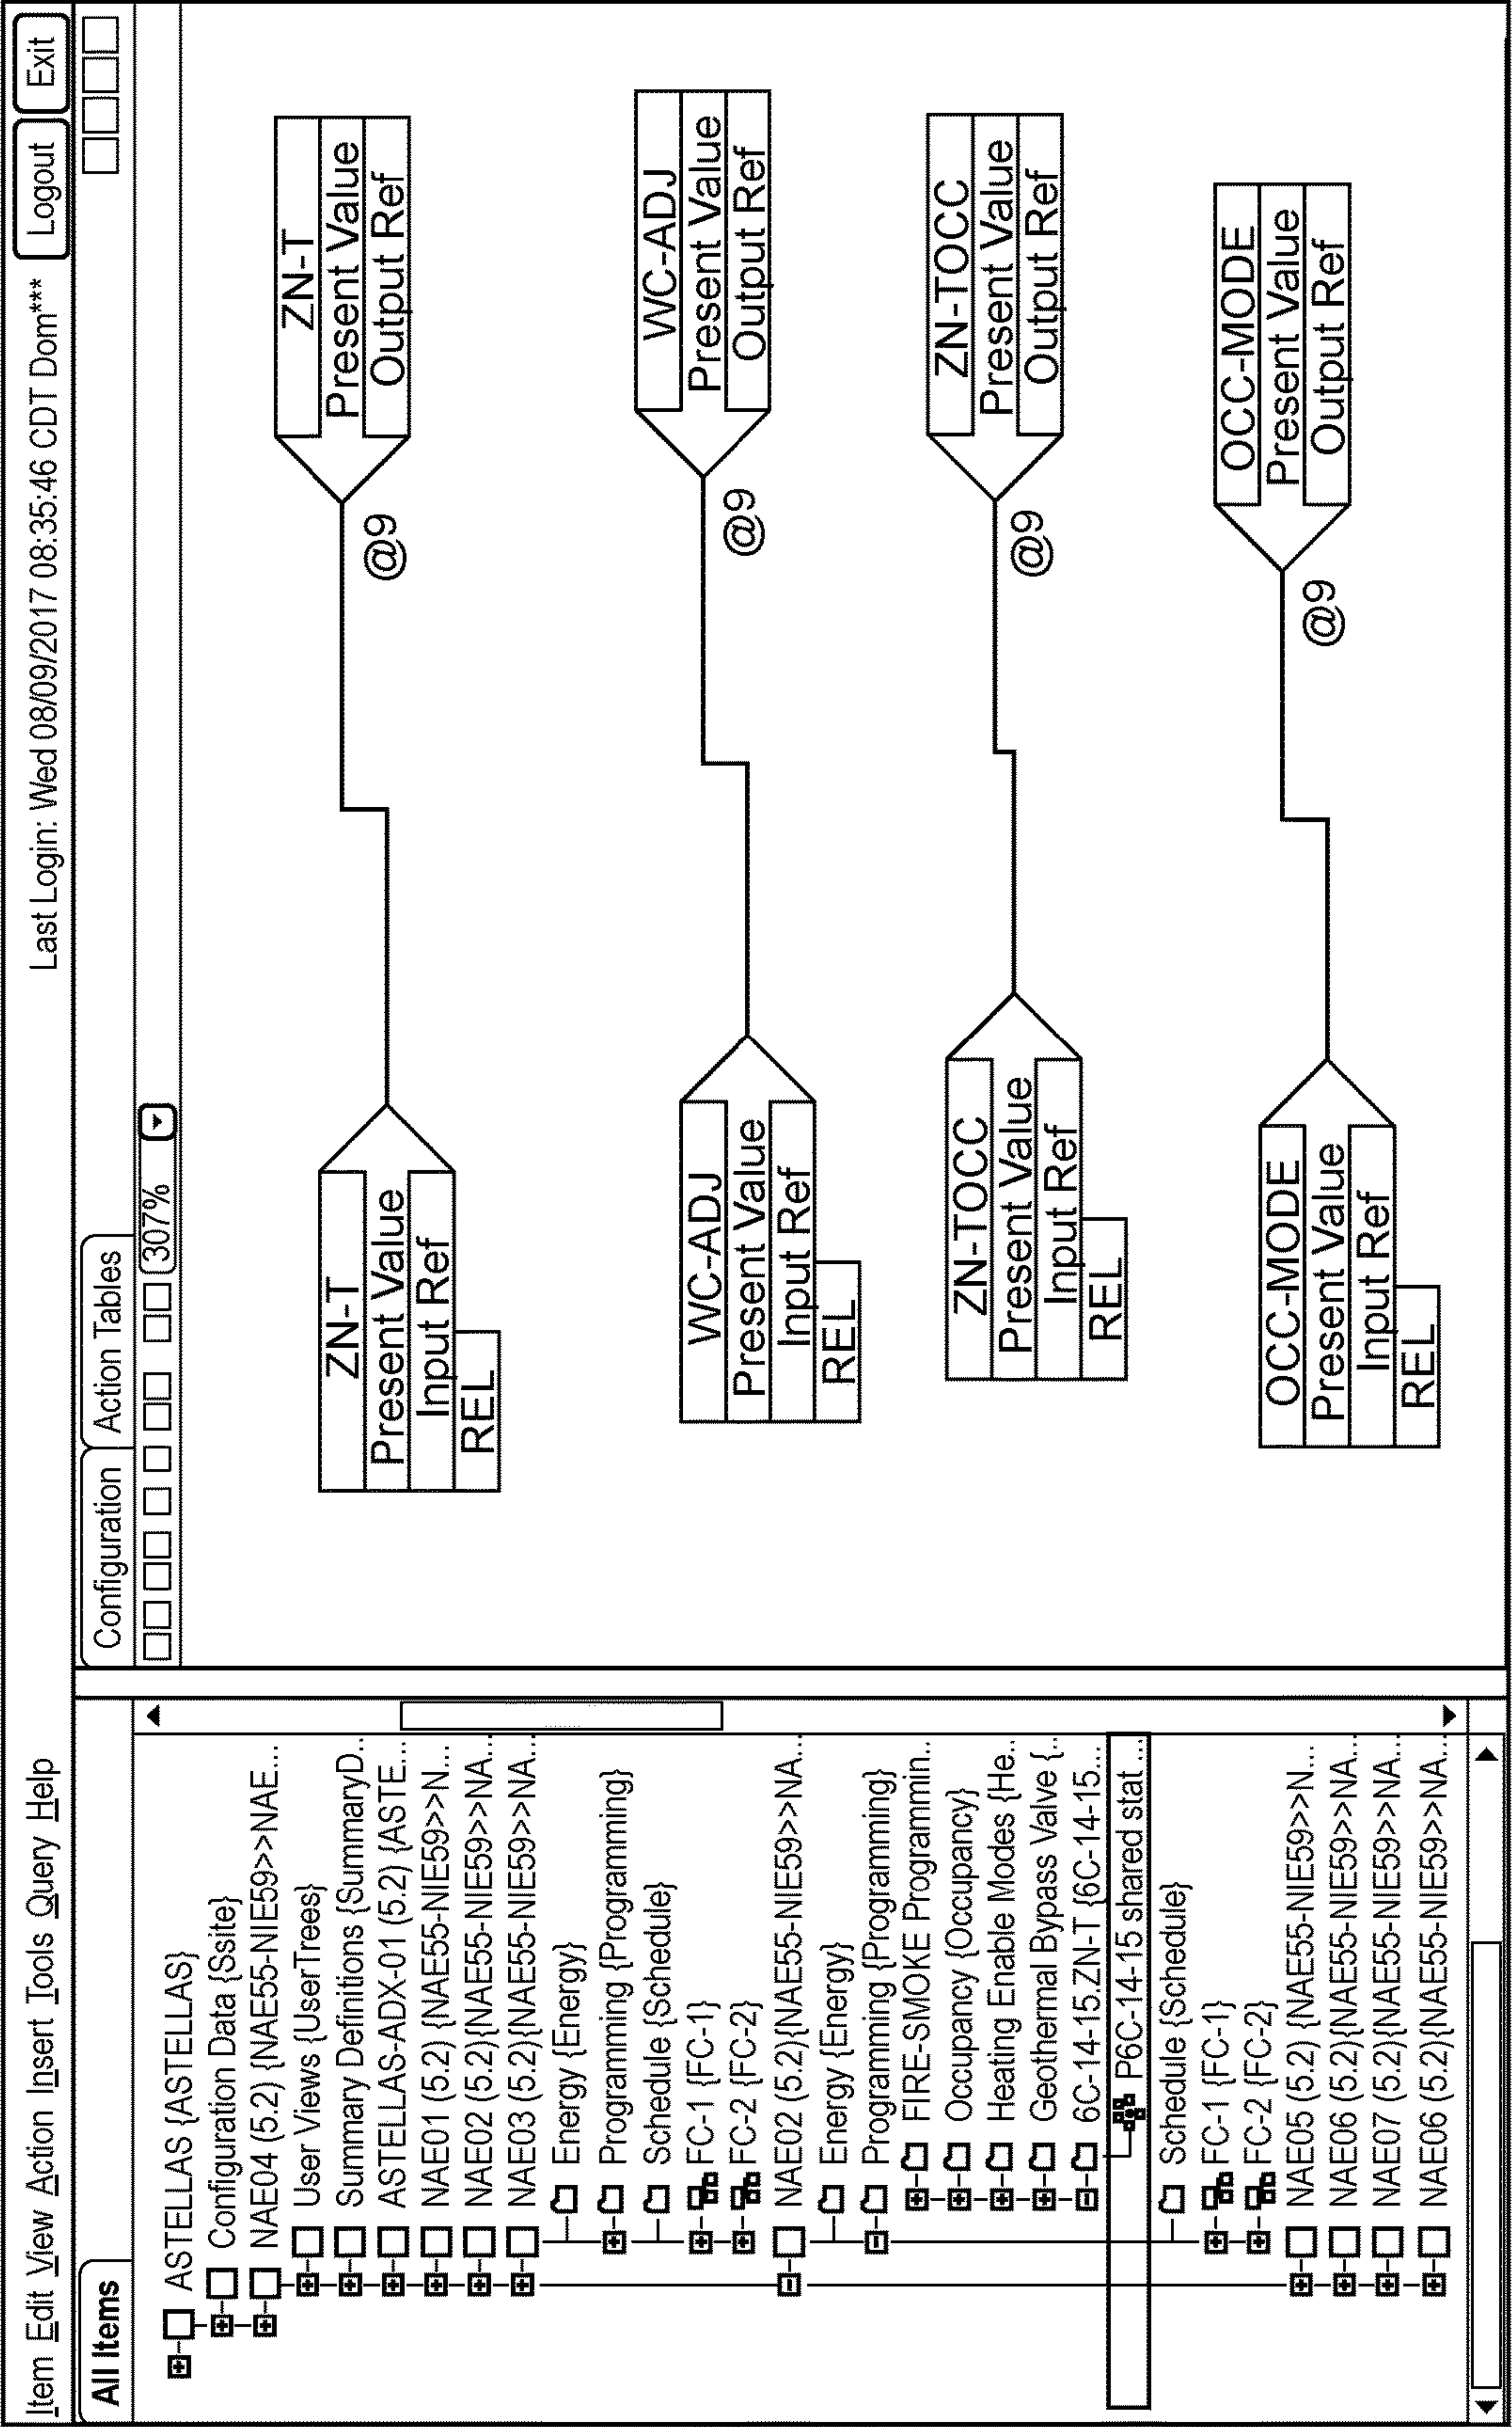 Item Edit View Action Insert Tools Query Help
Last Login: Wed 08/09/2017 08:35:46 CDT Dom***
Logout
Exit
All Items
ASTELLAS {ASTELLAS}
Configuration Data {Ssite}
NAE04 (5.2) {NAE55-NIE59>>NAE...
User Views {UserTrees}
Summary Definitions {SummaryD...
ASTELLAS-ADX-01 (5.2) {ASTE...
NAE01 (5.2) {NAE55-NIE59>>N...
NAE02 (5.2){NAE55-NIE59>>NA...
NAE03 (5.2){NAE55-NIE59>>NA...
Energy {Energy}
Programming {Programming}
Schedule {Schedule}
FC-1 {FC-1}
FC-2 {FC-2}
NAE02 (5.2){NAE55-NIE59>>NA...
Energy {Energy}
Programming {Programming}
FIRE-SMOKE Programmin...
Occupancy {Occupancy}
Heating Enable Modes {He...
Geothermal Bypass Valve {...
6C-14-15.ZN-T {6C-14-15...
P6C-14-15 shared stat ...
Schedule {Schedule}
FC-1 {FC-1}
FC-2 {FC-2}
NAE05 (5.2) {NAE55-NIE59>>N...
NAE06 (5.2){NAE55-NIE59>>NA...
NAE07 (5.2){NAE55-NIE59>>NA...
NAE06 (5.2){NAE55-NIE59>>NA...
Configuration
Action Tables
307%
ZN-T
Present Value
Input Ref
REL
@9
ZN-T
Present Value
Output Ref
WC-ADJ
Present Value
Input Ref
REL
@9
WC-ADJ
Present Value
Output Ref
ZN-TOCC
Present Value
Input Ref
REL
@9
ZN-TOCC
Present Value
Output Ref
OCC-MODE
Present Value
Input Ref
REL
@9
OCC-MODE
Present Value
Output Ref